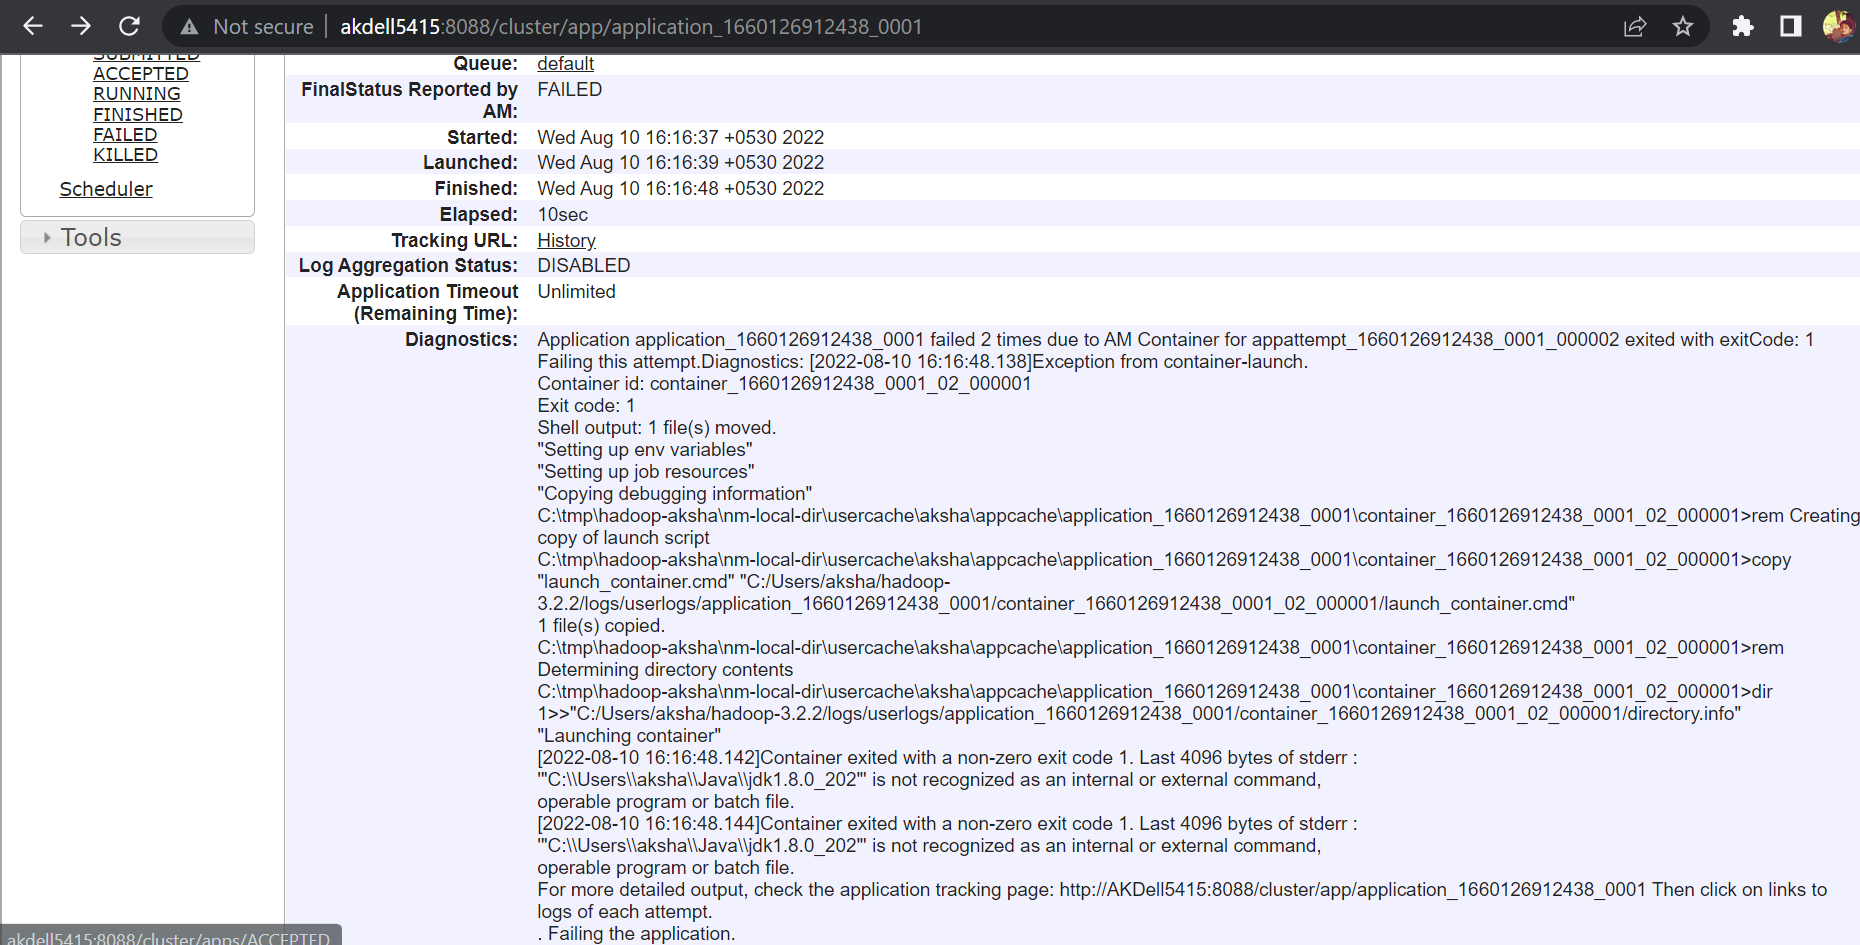 Not secure | akdell5415:8088/cluster/app/application_1660126912438_0001
SUBMITTED
ACCEPTED
RUNNING
FINISHED
FAILED
KILLED
Scheduler
Tools
Queue: default
FinalStatus Reported by AM: FAILED
Started: Wed Aug 10 16:16:37 +0530 2022
Launched: Wed Aug 10 16:16:39 +0530 2022
Finished: Wed Aug 10 16:16:48 +0530 2022
Elapsed: 10sec
Tracking URL: History
Log Aggregation Status: DISABLED
Application Timeout (Remaining Time): Unlimited
Diagnostics: Application application_1660126912438_0001 failed 2 times due to AM Container for appattempt_1660126912438_0001_000002 exited with exitCode: 1
Failing this attempt.Diagnostics: [2022-08-10 16:16:48.138]Exception from container-launch.
Container id: container_1660126912438_0001_02_000001
Exit code: 1
Shell output: 1 file(s) moved.
"Setting up env variables"
"Setting up job resources"
"Copying debugging information"
C:\tmp\hadoop-aksha\nm-local-dir\usercache\aksha\appcache\application_1660126912438_0001\container_1660126912438_0001_02_000001>rem Creating
copy of launch script
C:\tmp\hadoop-aksha\nm-local-dir\usercache\aksha\appcache\application_1660126912438_0001\container_1660126912438_0001_02_000001>copy
"launch_container.cmd" "C:/Users/aksha/hadoop-
3.2.2/logs/userlogs/application_1660126912438_0001/container_1660126912438_0001_02_000001/launch_container.cmd"
1 file(s) copied.
C:\tmp\hadoop-aksha\nm-local-dir\usercache\aksha\appcache\application_1660126912438_0001\container_1660126912438_0001_02_000001>rem
Determining directory contents
C:\tmp\hadoop-aksha\nm-local-dir\usercache\aksha\appcache\application_1660126912438_0001\container_1660126912438_0001_02_000001>dir
1>>"C:/Users/aksha/hadoop-3.2.2/logs/userlogs/application_1660126912438_0001/container_1660126912438_0001_02_000001/directory.info"
"Launching container"
[2022-08-10 16:16:48.142]Container exited with a non-zero exit code 1. Last 4096 bytes of stderr :
'"C:\\Users\\aksha\\Java\\jdk1.8.0_202"' is not recognized as an internal or external command,
operable program or batch file.
[2022-08-10 16:16:48.144]Container exited with a non-zero exit code 1. Last 4096 bytes of stderr :
'"C:\\Users\\aksha\\Java\\jdk1.8.0_202"' is not recognized as an internal or external command,
operable program or batch file.
For more detailed output, check the application tracking page: http://AKDell5415:8088/cluster/app/application_1660126912438_0001 Then click on links to
logs of each attempt.
. Failing the application.
akdell5415:8088/cluster/apps/ACCEPTED